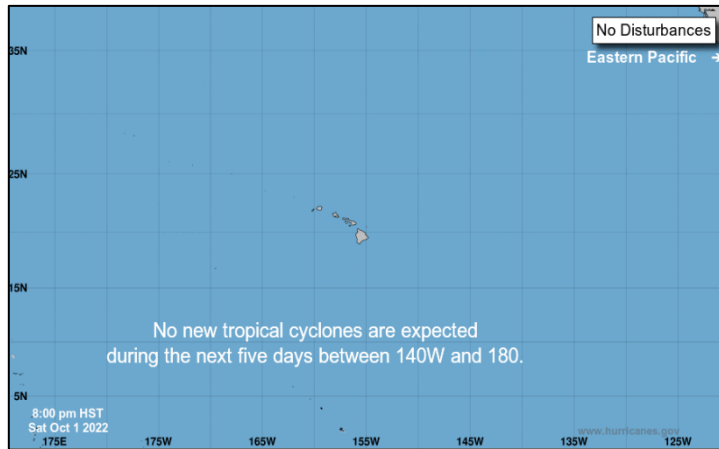 No Disturbances
35N
Eastern Pacific →
25N
15N
No new tropical cyclones are expected
during the next five days between 140W and 180.
5N
8:00 pm HST
Sat Oct 1 2022
www.hurricanes.gov
175E 175W 165W 155W 145W 135W 125W